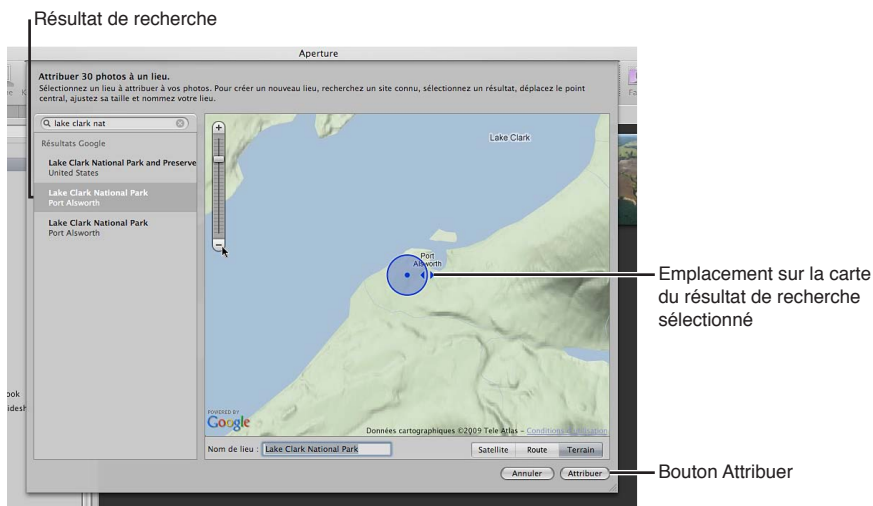 Résultat de recherche
Aperture
Attribuer 30 photos à un lieu.
Sélectionnez un lieu à attribuer à vos photos. Pour créer un nouveau lieu, recherchez un site connu, sélectionnez un résultat, déplacez le point
central, ajustez sa taille et nommez votre lieu.
lake clark nat
Résultats Google
Lake Clark National Park and Preserve
United States
Lake Clark National Park
Port Alsworth
Lake Clark National Park
Port Alsworth
Lake Clark
Port
Alsworth
Emplacement sur la carte
du résultat de recherche
sélectionné
POWERED BY
Google
Données cartographiques ©2009 Tele Atlas - Conditions d'utilisation
Nom de lieu : Lake Clark National Park
Satellite Route Terrain
Annuler Attribuer
Bouton Attribuer